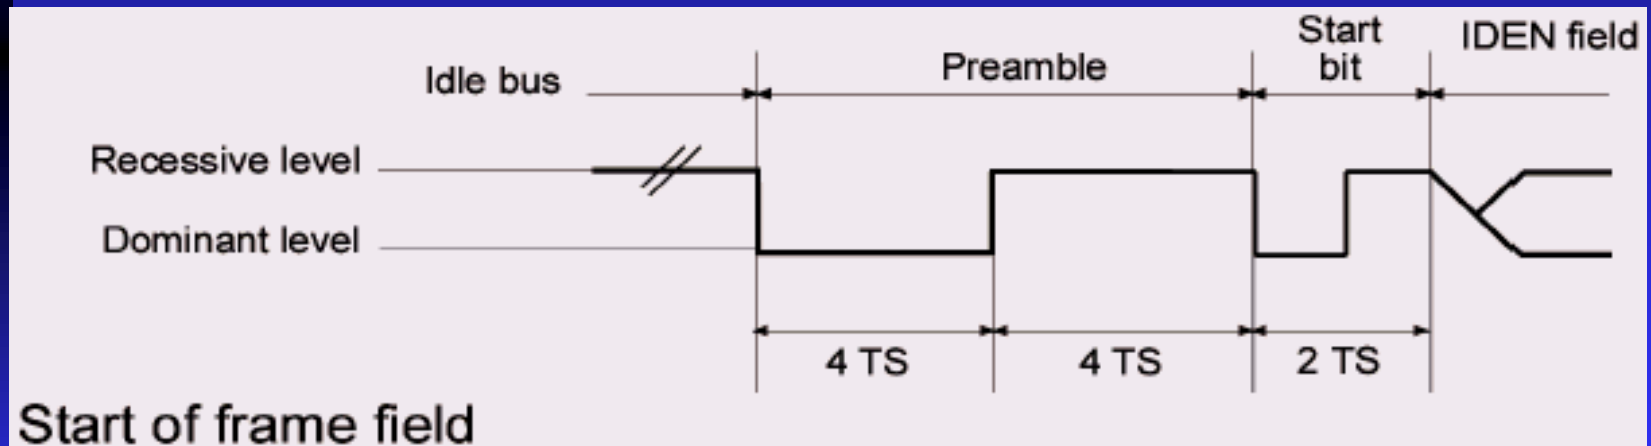 Start
bit
IDEN field
Preamble
Idle bus
Recessive level
Dominant level
4 TS
4 TS
2 TS
Start of frame field